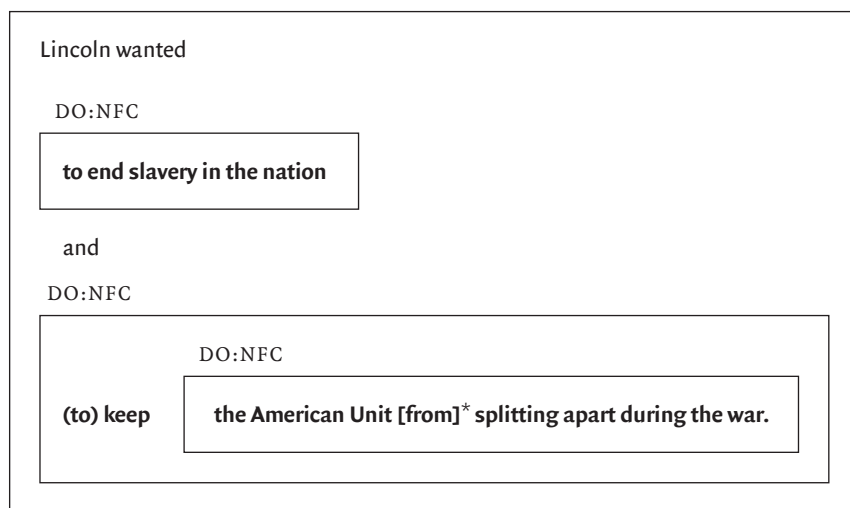 Lincoln wanted
DO:NFC
to end slavery in the nation
and
DO:NFC
DO:NFC
(to) keep the American Unit [from]* splitting apart during the war.